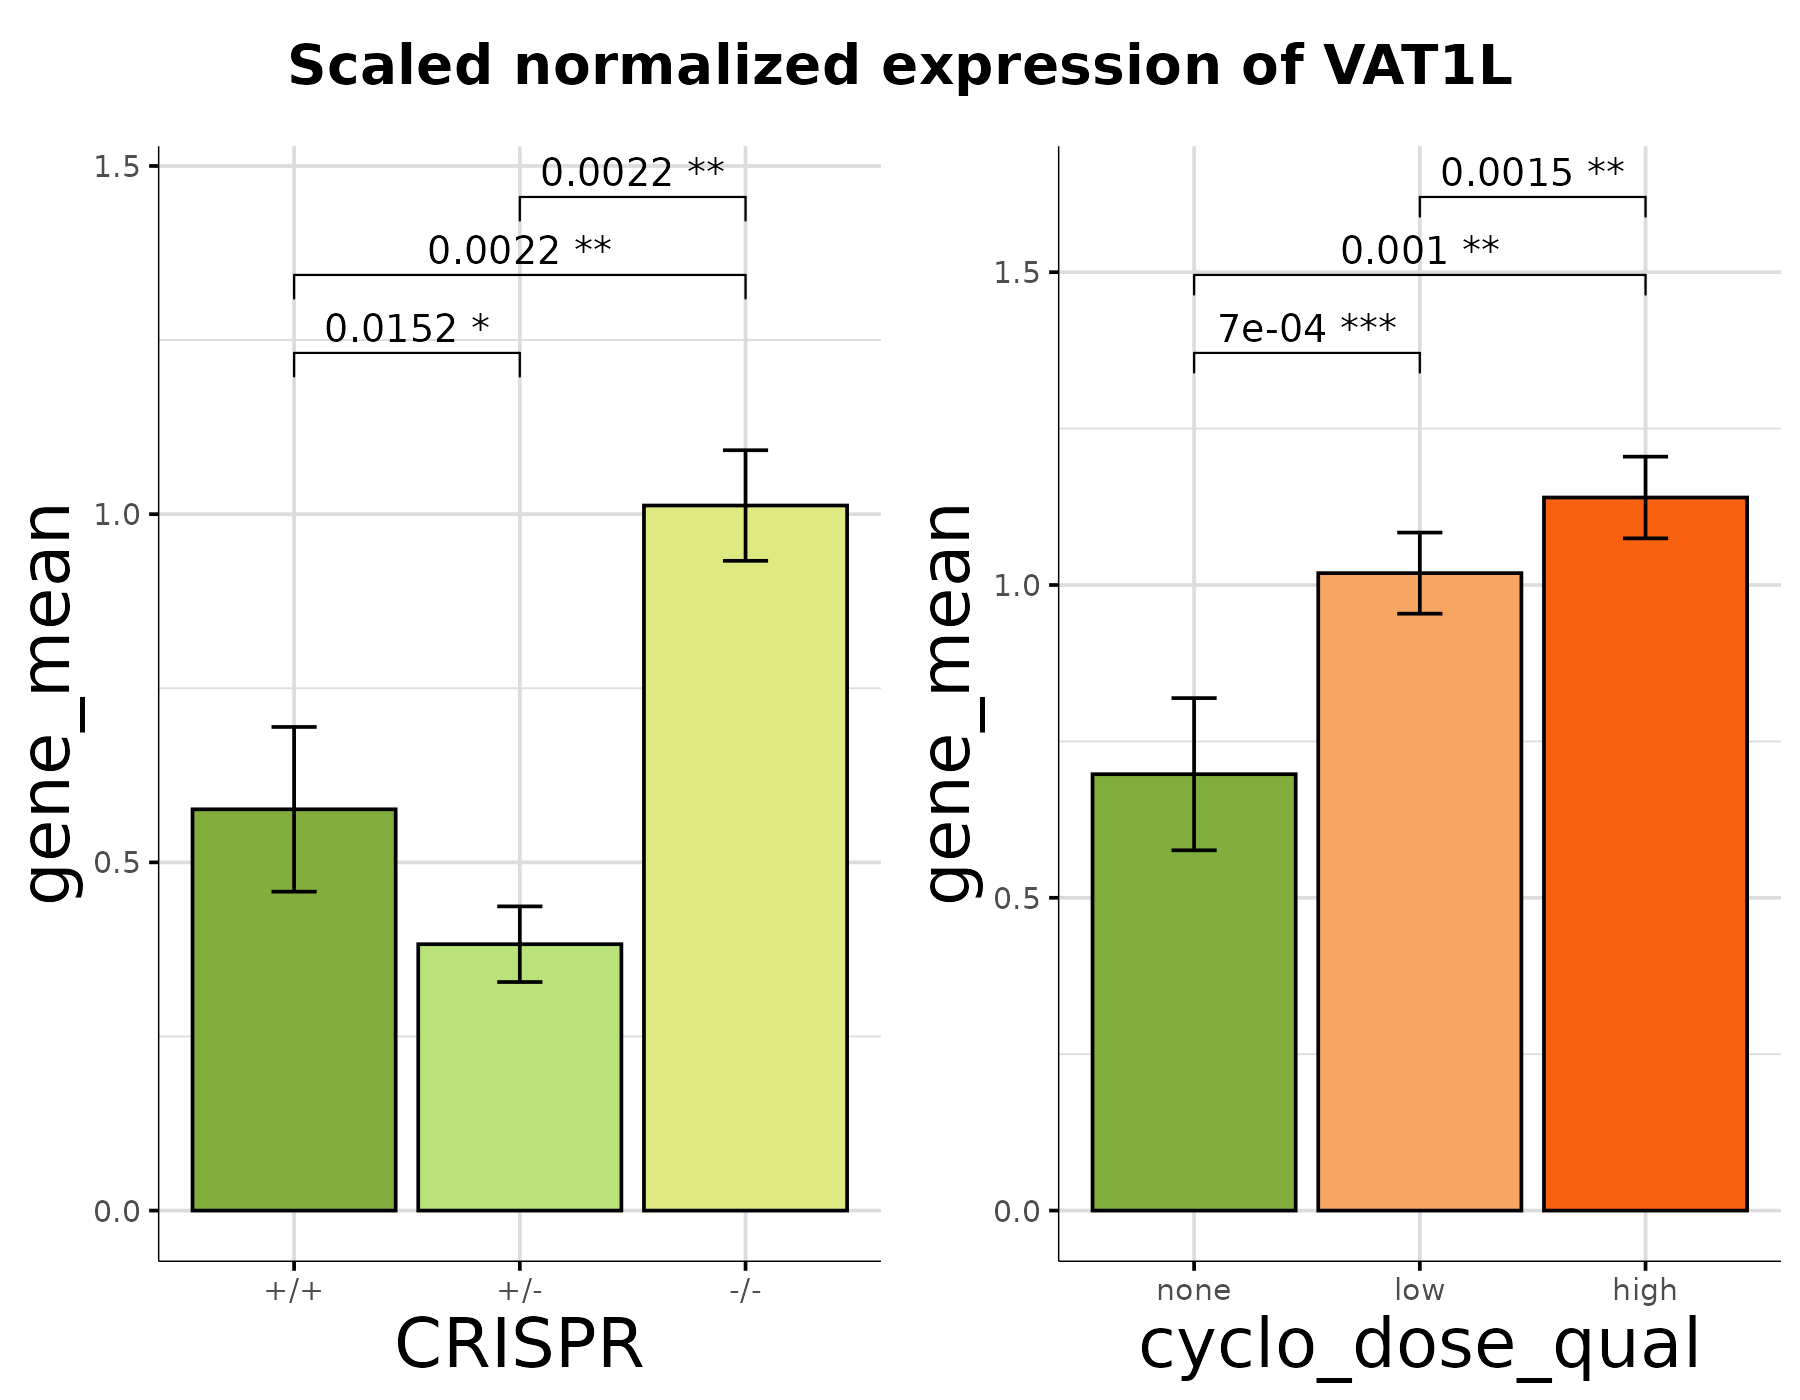 Scaled normalized expression of VAT1L
gene_mean
1.5
1.0
0.5
0.0
0.0022 **
0.0022 **
0.0152 *
+/+ +/- -/-
CRISPR
gene_mean
1.5
1.0
0.5
0.0
0.0015 **
0.001 **
7e-04 ***
none low high
cyclo_dose_qual